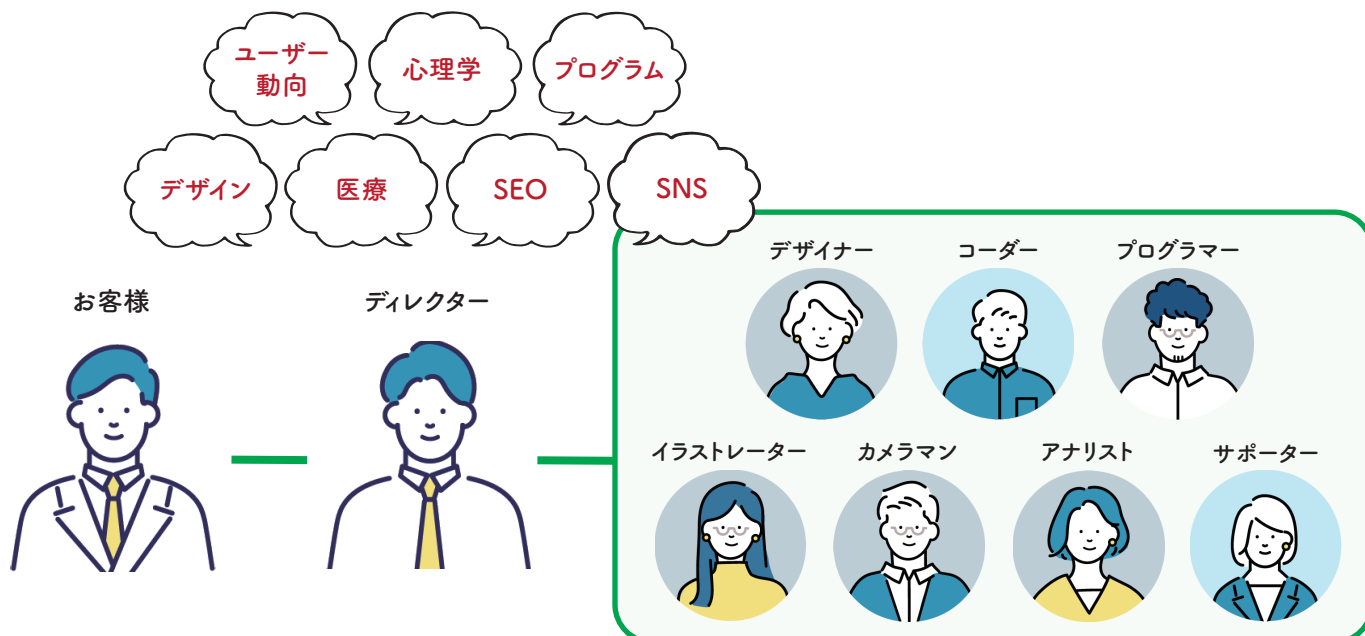 ユーザー
動向
心理学
プログラム
デザイン
医療
SEO
SNS
お客様
ディレクター
デザイナー
コーダー
プログラマー
イラストレーター
カメラマン
アナリスト
サポーター